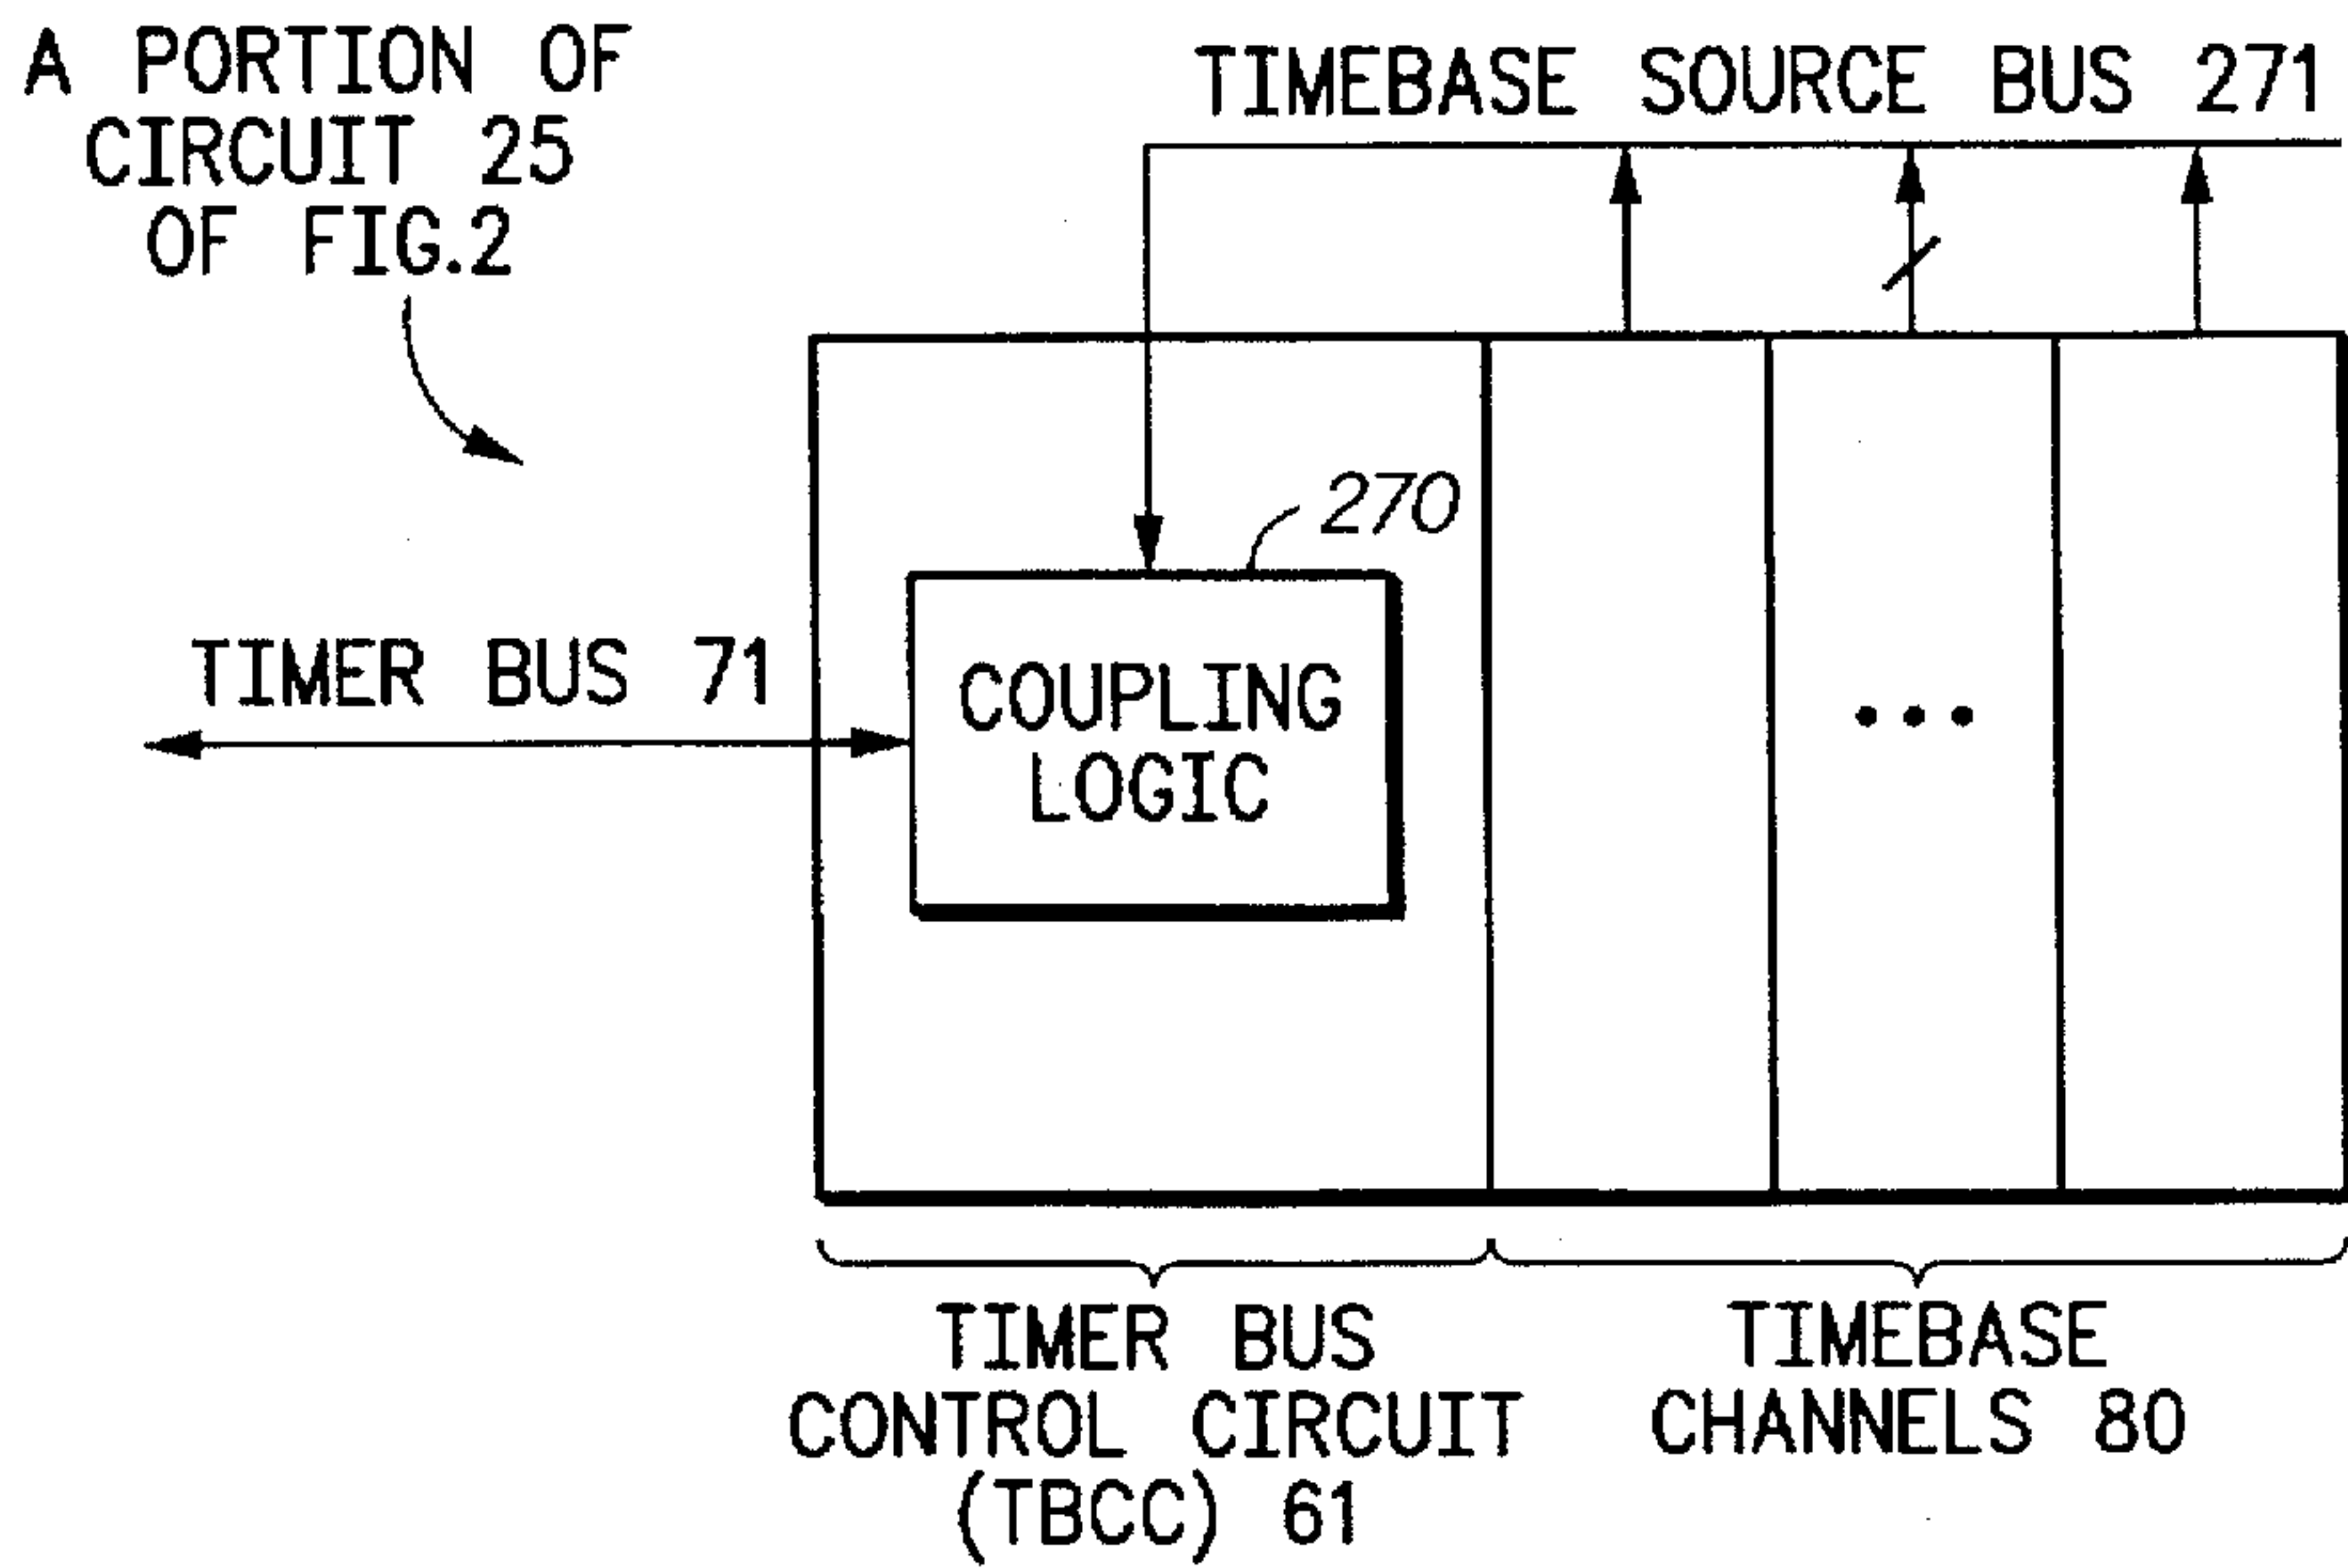 A PORTION OF
CIRCUIT 25
OF FIG.2
TIMEBASE SOURCE BUS 271
270
TIMER BUS 71
COUPLING
LOGIC
TIMER BUS
CONTROL CIRCUIT
(TBCC) 61
TIMEBASE
CHANNELS 80